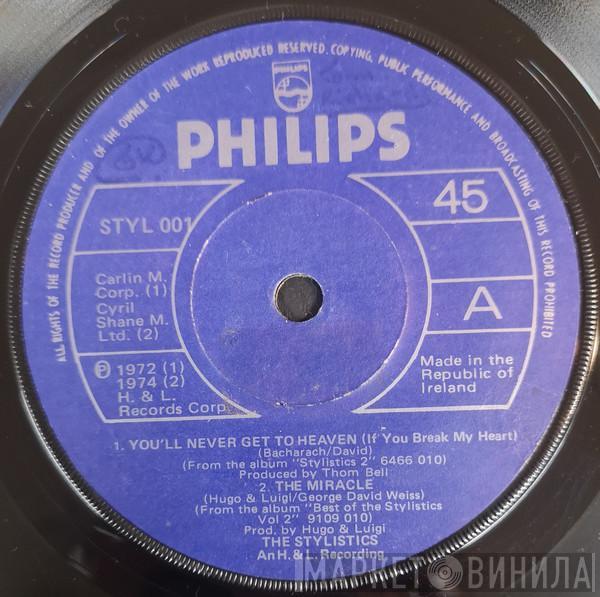 ALL RIGHTS OF THE RECORD PRODUCER AND OF THE OWNER OF THE WORK REPRODUCED RESERVED. COPYING, PUBLIC PERFORMANCE AND BROADCASTING OF THIS RECORD PROHIBITED
PHILIPS
PHILIPS
STYL 001
45
Carlin M.
Corp. (1)
Cyril
Shane M.
Ltd. (2)
A
℗ 1972 (1)
1974 (2)
H. & L.
Records Corp
Made in the
Republic of
Ireland
1. YOU'LL NEVER GET TO HEAVEN (If You Break My Heart)
(Bacharach/David)
(From the album "Stylistics 2" 6466 010)
Produced by Thom Bell
2. THE MIRACLE
(Hugo & Luigi/George David Weiss)
(From the album "Best of the Stylistics
Vol 2" 9109 010)
Prod. by Hugo & Luigi
THE STYLISTICS
An H. & L. Recording
МАРКЕТ ВИНИЛА